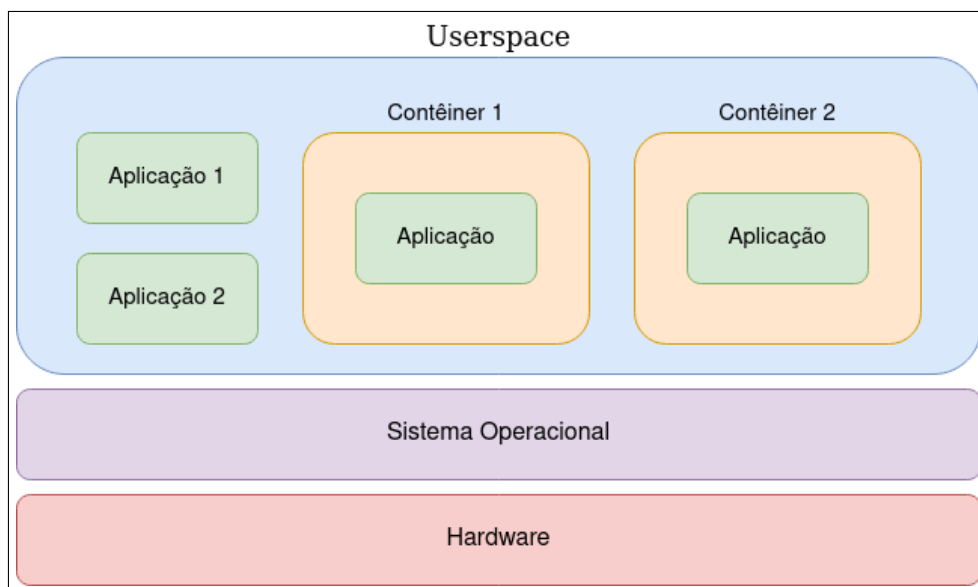 Userspace
Contêiner 1
Contêiner 2
Aplicação 1
Aplicação
Aplicação
Aplicação 2
Sistema Operacional
Hardware